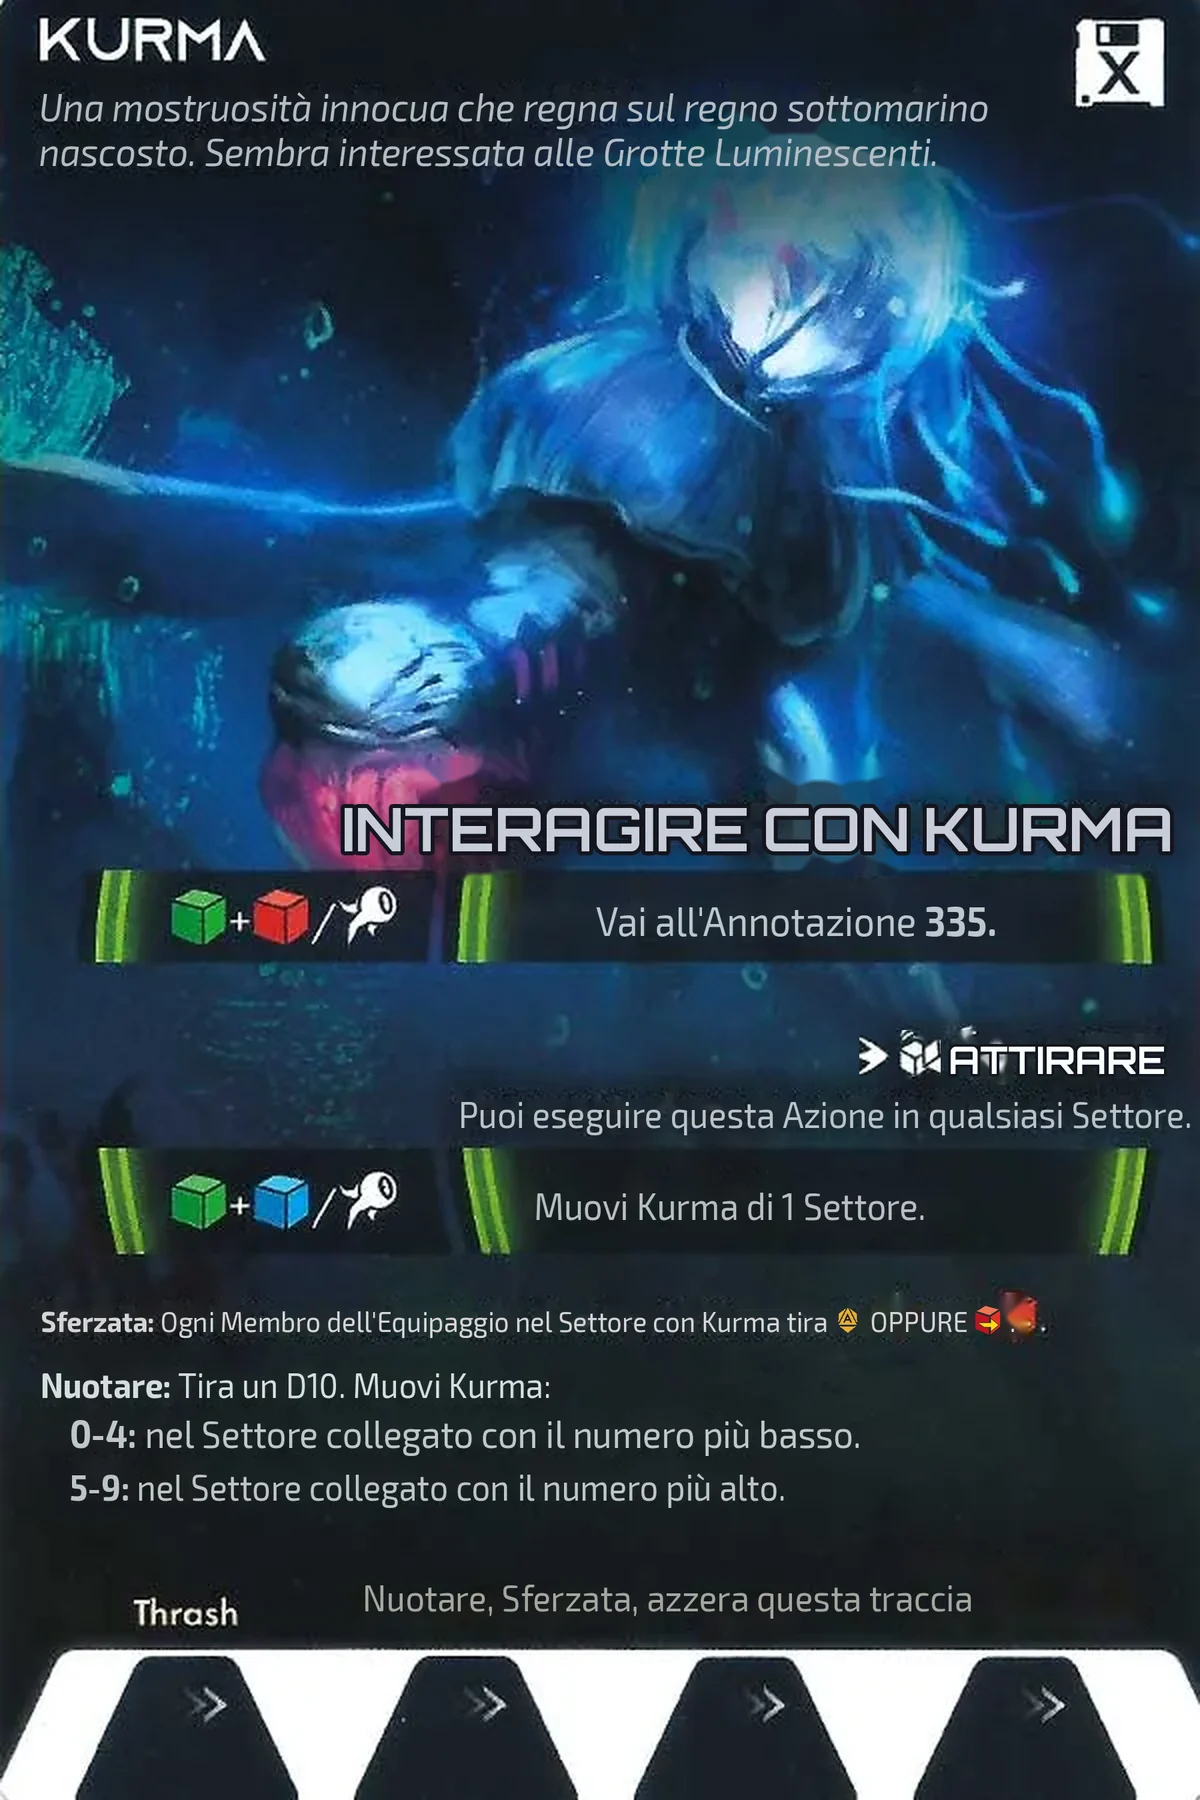 KURMA
X
Una mostruosità innocua che regna sul regno sottomarino
nascosto. Sembra interessata alle Grotte Luminescenti.
INTERAGIRE CON KURMA
+ / Vai all'Annotazione 335.
ATTIRARE
Puoi eseguire questa Azione in qualsiasi Settore.
+ / Muovi Kurma di 1 Settore.
Sferzata: Ogni Membro dell'Equipaggio nel Settore con Kurma tira A OPPURE .
Nuotare: Tira un D10. Muovi Kurma:
0-4: nel Settore collegato con il numero più basso.
5-9: nel Settore collegato con il numero più alto.
Thrash
Nuotare, Sferzata, azzera questa traccia